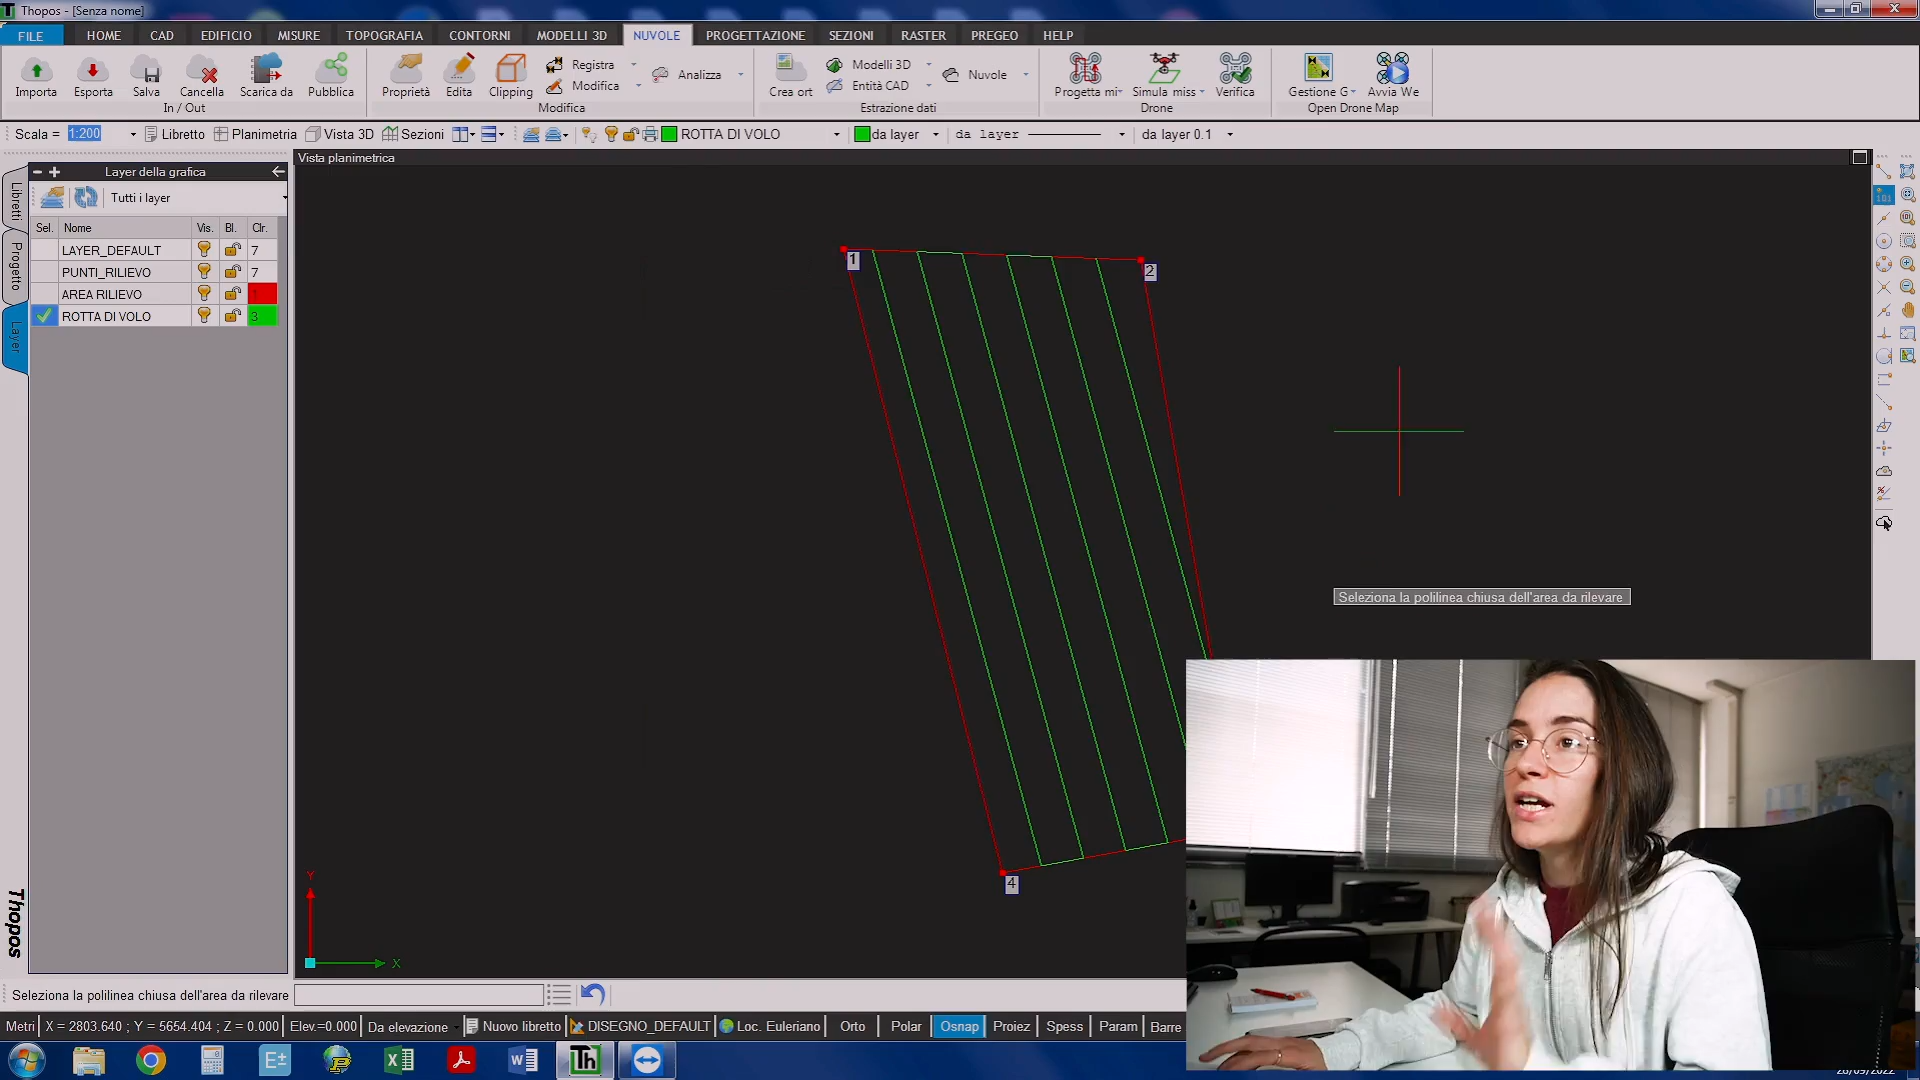 Thopos - [Senza nome]
FILE HOME CAD EDIFICIO MISURE TOPOGRAFIA CONTORNI MODELLI 3D NUVOLE PROGETTAZIONE SEZIONI RASTER PREGEO HELP
Importa Esporta Salva Cancella Scarica da Pubblica
In / Out
Proprietà Edita Clipping Registra Modifica Analizza
Modifica
Crea ort Modelli 3D Entità CAD Nuvole
Estrazione dati
Progetta mi Simula miss Verifica
Drone
Gestione G Avvia We
Open Drone Map
Scala = 1:200 Libretto Planimetria Vista 3D Sezioni ROTTA DI VOLO da layer da layer da layer 0.1
Vista planimetrica
Libretti
Progetto
Layer
Layer della grafica
Tutti i layer
Sel. Nome Vis. Bl. Clr.
LAYER_DEFAULT 7
PUNTI_RILIEVO 7
AREA RILIEVO
ROTTA DI VOLO 3
1
2
4
Seleziona la polilinea chiusa dell'area da rilevare
Y
X
Thopos
Seleziona la polilinea chiusa dell'area da rilevare
Metri X = 2803.640 ; Y = 5654.404 ; Z = 0.000 Elev.=0.000 Da elevazione Nuovo libretto DISEGNO_DEFAULT Loc. Euleriano Orto Polar Osnap Proiez Spess Param Barre
Th